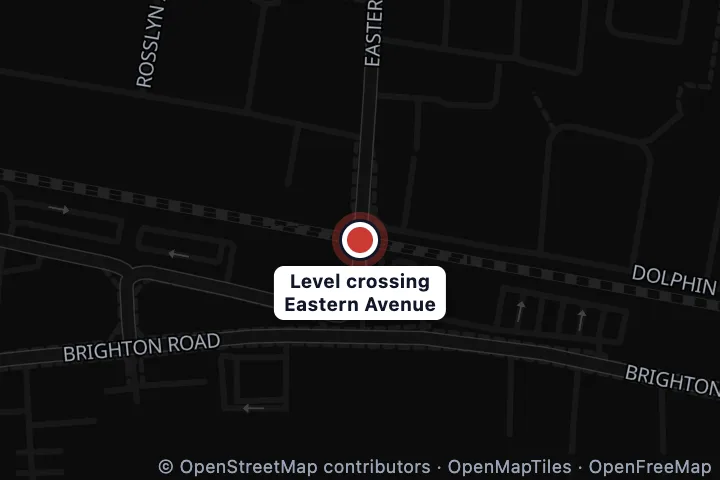 ROSSLYN
EASTER
Level crossing
Eastern Avenue
DOLPHIN
BRIGHTON ROAD
BRIGHTON
© OpenStreetMap contributors · OpenMapTiles · OpenFreeMap